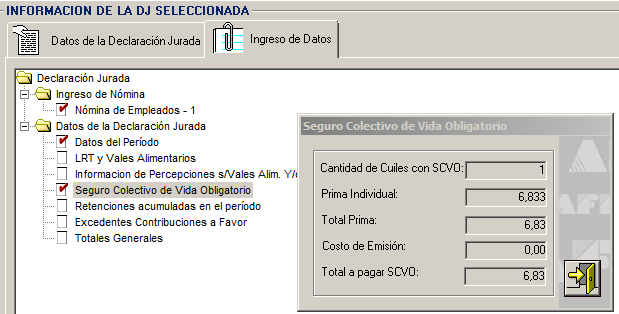 INFORMACION DE LA DJ SELECCIONADA
Datos de la Declaración Jurada
Ingreso de Datos
Declaración Jurada
Ingreso de Nómina
Nómina de Empleados - 1
Datos de la Declaración Jurada
Datos del Período
LRT y Vales Alimentarios
Informacion de Percepciones s/Vales Alim. Y/
Seguro Colectivo de Vida Obligatorio
Retenciones acumuladas en el período
Excedentes Contribuciones a Favor
Totales Generales
Seguro Colectivo de Vida Obligatorio
Cantidad de Cuiles con SCVO: 1
Prima Individual: 6,833
Total Prima: 6,83
Costo de Emisión: 0,00
Total a pagar SCVO: 6,83